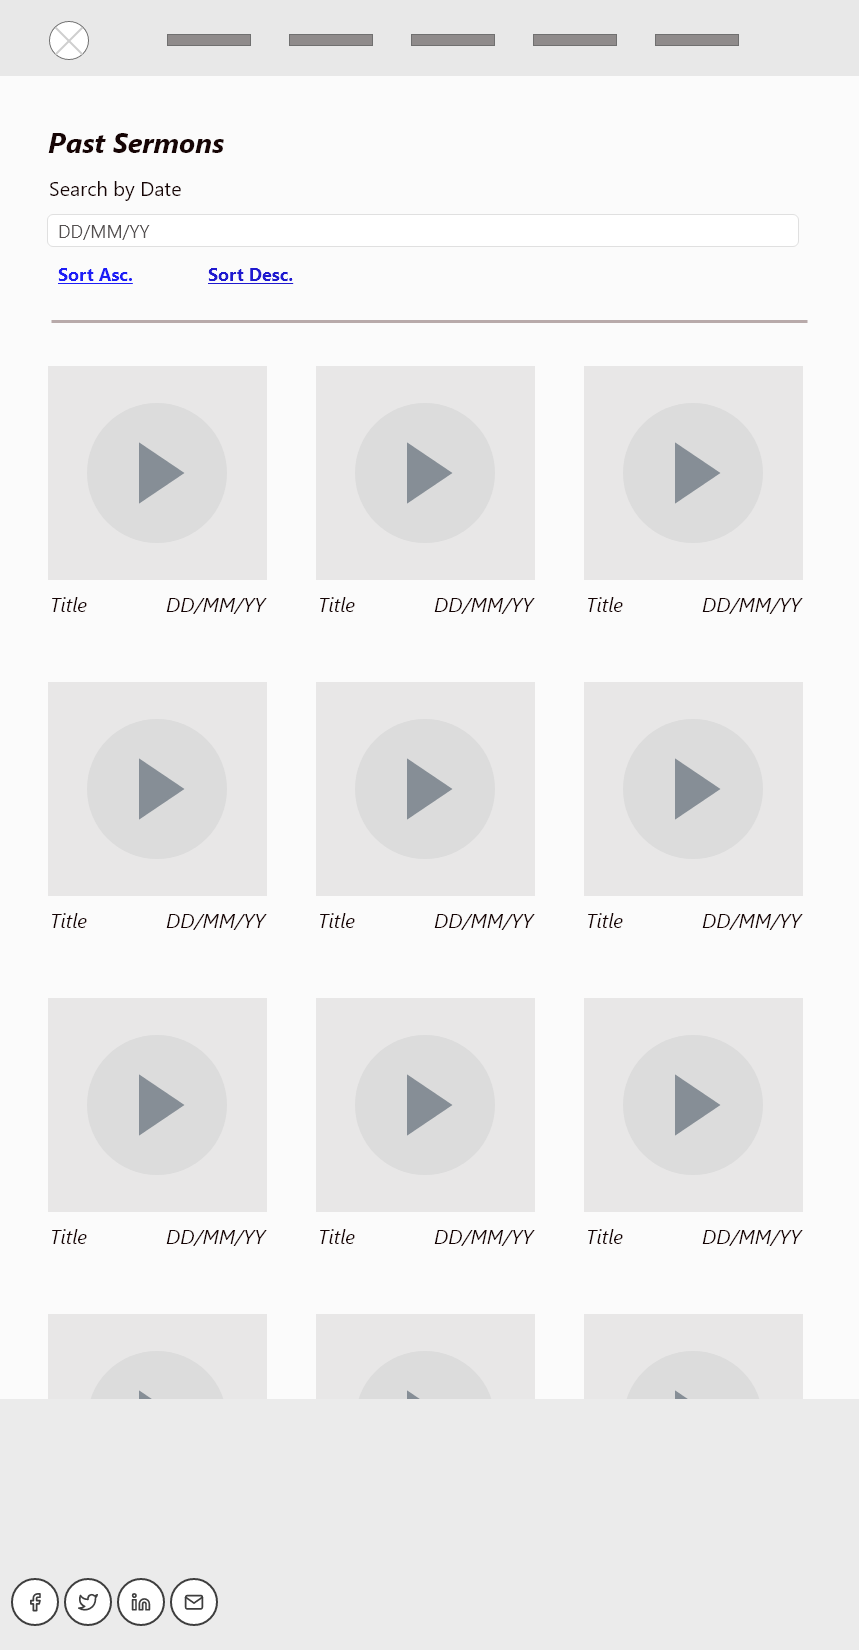 Past Sermons
Search by Date
DD/MM/YY
Sort Asc. Sort Desc.
Title DD/MM/YY Title DD/MM/YY Title DD/MM/YY
Title DD/MM/YY Title DD/MM/YY Title DD/MM/YY
Title DD/MM/YY Title DD/MM/YY Title DD/MM/YY